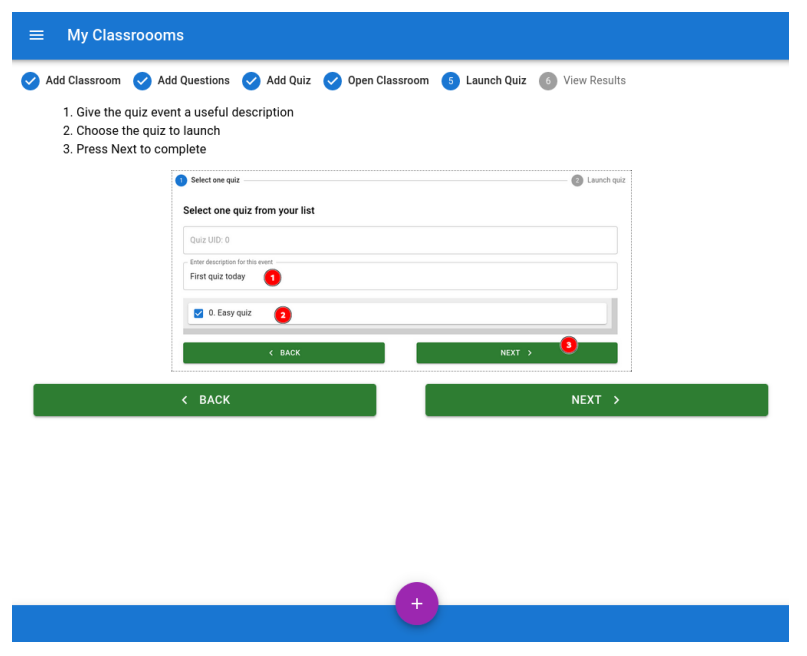 My Classroooms
Add Classroom Add Questions Add Quiz Open Classroom 5 Launch Quiz 6 View Results
1. Give the quiz event a useful description
2. Choose the quiz to launch
3. Press Next to complete
1 Select one quiz 2 Launch quiz
Select one quiz from your list
Quiz UID: 0
Enter description for this event
First quiz today 1
0. Easy quiz 2
BACK NEXT 3
BACK NEXT